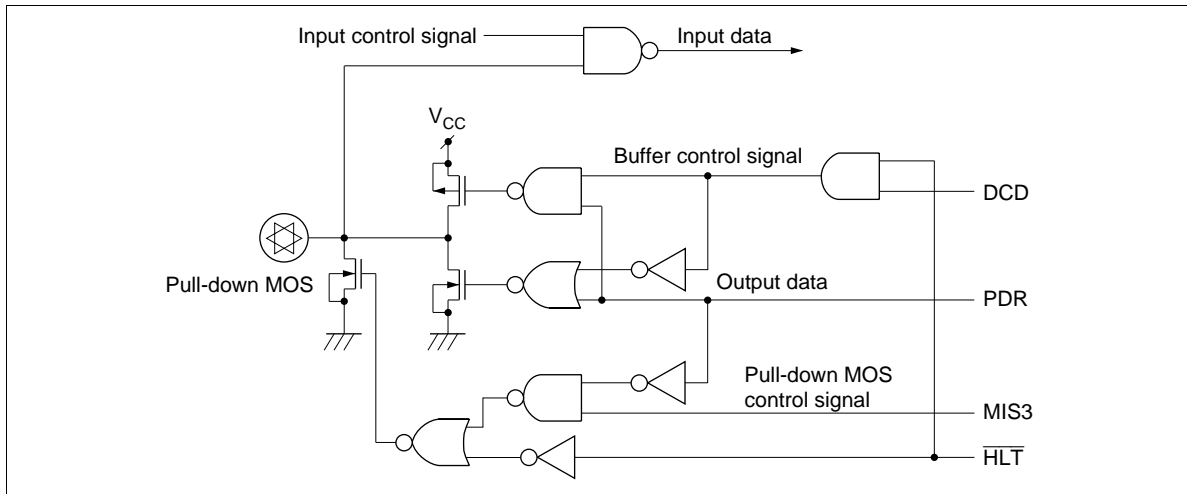 Input control signal
Input data
VCC
Buffer control signal
DCD
Pull-down MOS
Output data
PDR
Pull-down MOS
control signal
MIS3
H̅L̅T̅